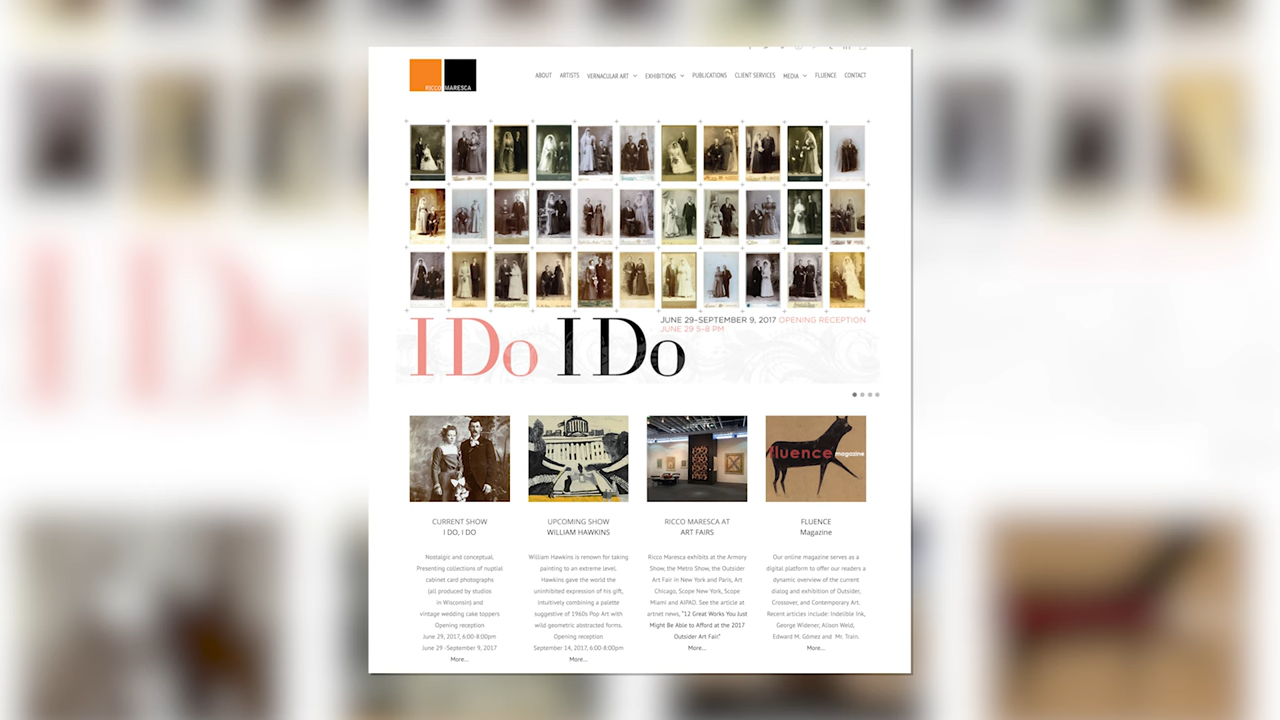 RICCO MARESCA
ABOUT ARTISTS VERNACULAR ART EXHIBITIONS PUBLICATIONS CLIENT SERVICES MEDIA FLUENCE CONTACT
JUNE 29–SEPTEMBER 9, 2017 OPENING RECEPTION
JUNE 29 5–8 PM
I Do I Do
fluence magazine
CURRENT SHOW
I DO, I DO
Nostalgic and conceptual.
Presenting collections of nuptial
cabinet card photographs
(all produced by studios
in Wisconsin) and
vintage wedding cake toppers
Opening reception
June 29, 2017, 6:00-8:00pm
June 29 -September 9, 2017
More...
UPCOMING SHOW
WILLIAM HAWKINS
William Hawkins is renown for taking
painting to an extreme level.
Hawkins gave the world the
uninhibited expression of his gift,
intuitively combining a palette
suggestive of 1960s Pop Art with
wild geometric abstracted forms.
Opening reception
September 14, 2017, 6:00-8:00pm
More...
RICCO MARESCA AT
ART FAIRS
Ricco Maresca exhibits at the Armory
Show, the Metro Show, the Outsider
Art Fair in New York and Paris, Art
Chicago, Scope New York, Scope
Miami and AIPAD. See the article at
artnet news, "12 Great Works You Just
Might Be Able to Afford at the 2017
Outsider Art Fair."
More...
FLUENCE
Magazine
Our online magazine serves as a
digital platform to offer our readers a
dynamic overview of the current
dialog and exhibition of Outsider,
Crossover, and Contemporary Art.
Recent articles include: Indelible Ink,
George Widener, Alison Weld,
Edward M. Gómez and Mr. Train.
More...